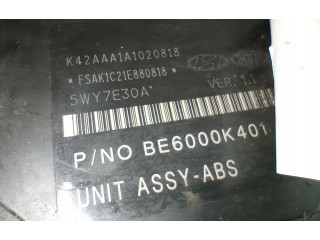 K42AAA1A1020818
* FSAK1C21E880818 *
5WY7E30A
VER: 1.1
P/NO BE6000K401
UNIT ASSY-ABS